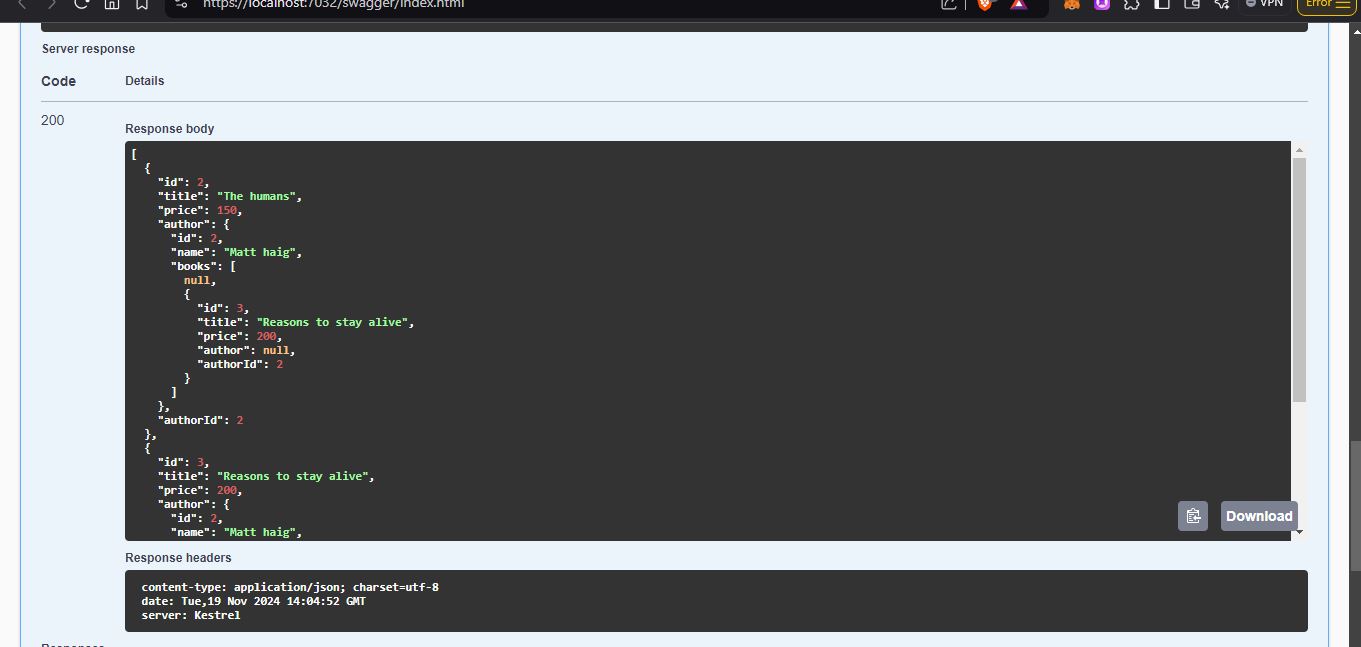 https://localhost:7032/swagger/index.html
VPN
Error
Server response
Code Details
200
Response body
[
{
"id": 2,
"title": "The humans",
"price": 150,
"author": {
"id": 2,
"name": "Matt haig",
"books": [
null,
{
"id": 3,
"title": "Reasons to stay alive",
"price": 200,
"author": null,
"authorId": 2
}
]
},
"authorId": 2
},
{
"id": 3,
"title": "Reasons to stay alive",
"price": 200,
"author": {
"id": 2,
"name": "Matt haig",
Download
Response headers
content-type: application/json; charset=utf-8
date: Tue,19 Nov 2024 14:04:52 GMT
server: Kestrel
Responses